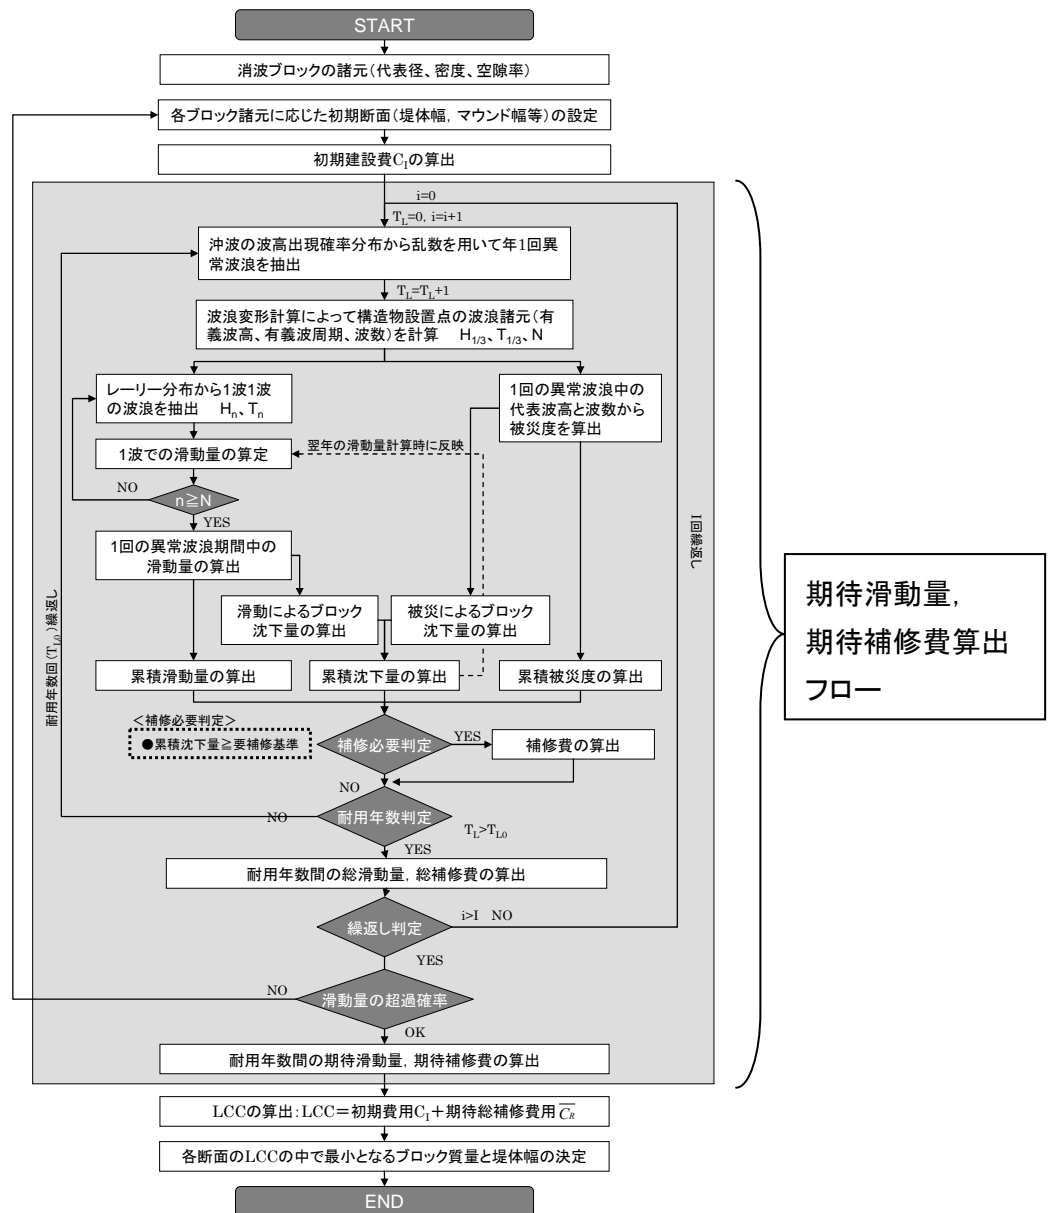 START
消波ブロックの諸元(代表径、密度、空隙率)
各ブロック諸元に応じた初期断面(堤体幅, マウンド幅等)の設定
初期建設費C_Iの算出
i=0
T_L=0, i=i+1
沖波の波高出現確率分布から乱数を用いて年1回異
常波浪を抽出
T_L=T_L+1
波浪変形計算によって構造物設置点の波浪諸元(有
義波高、有義波周期、波数)を計算 H_{1/3}、T_{1/3}、N
レーリー分布から1波1波
の波浪を抽出 H_n、T_n
1回の異常波浪中の
代表波高と波数から
被災度を算出
1波での滑動量の算定
翌年の滑動量計算時に反映
NO
n≧N
YES
1回の異常波浪期間中の
滑動量の算出
滑動によるブロック
沈下量の算出
被災によるブロック
沈下量の算出
累積滑動量の算出
累積沈下量の算出
累積被災度の算出
<補修必要判定>
●累積沈下量≧要補修基準
補修必要判定
YES
補修費の算出
NO
耐用年数判定
NO
T_L>T_{L0}
YES
耐用年数回(T_{L0})繰返し
I回繰返し
耐用年数間の総滑動量, 総補修費の算出
繰返し判定
i>I NO
YES
滑動量の超過確率
NO
OK
耐用年数間の期待滑動量, 期待補修費の算出
期待滑動量,
期待補修費算出
フロー
LCCの算出:LCC=初期費用C_I+期待総補修費用\overline{C_R}
各断面のLCCの中で最小となるブロック質量と堤体幅の決定
END